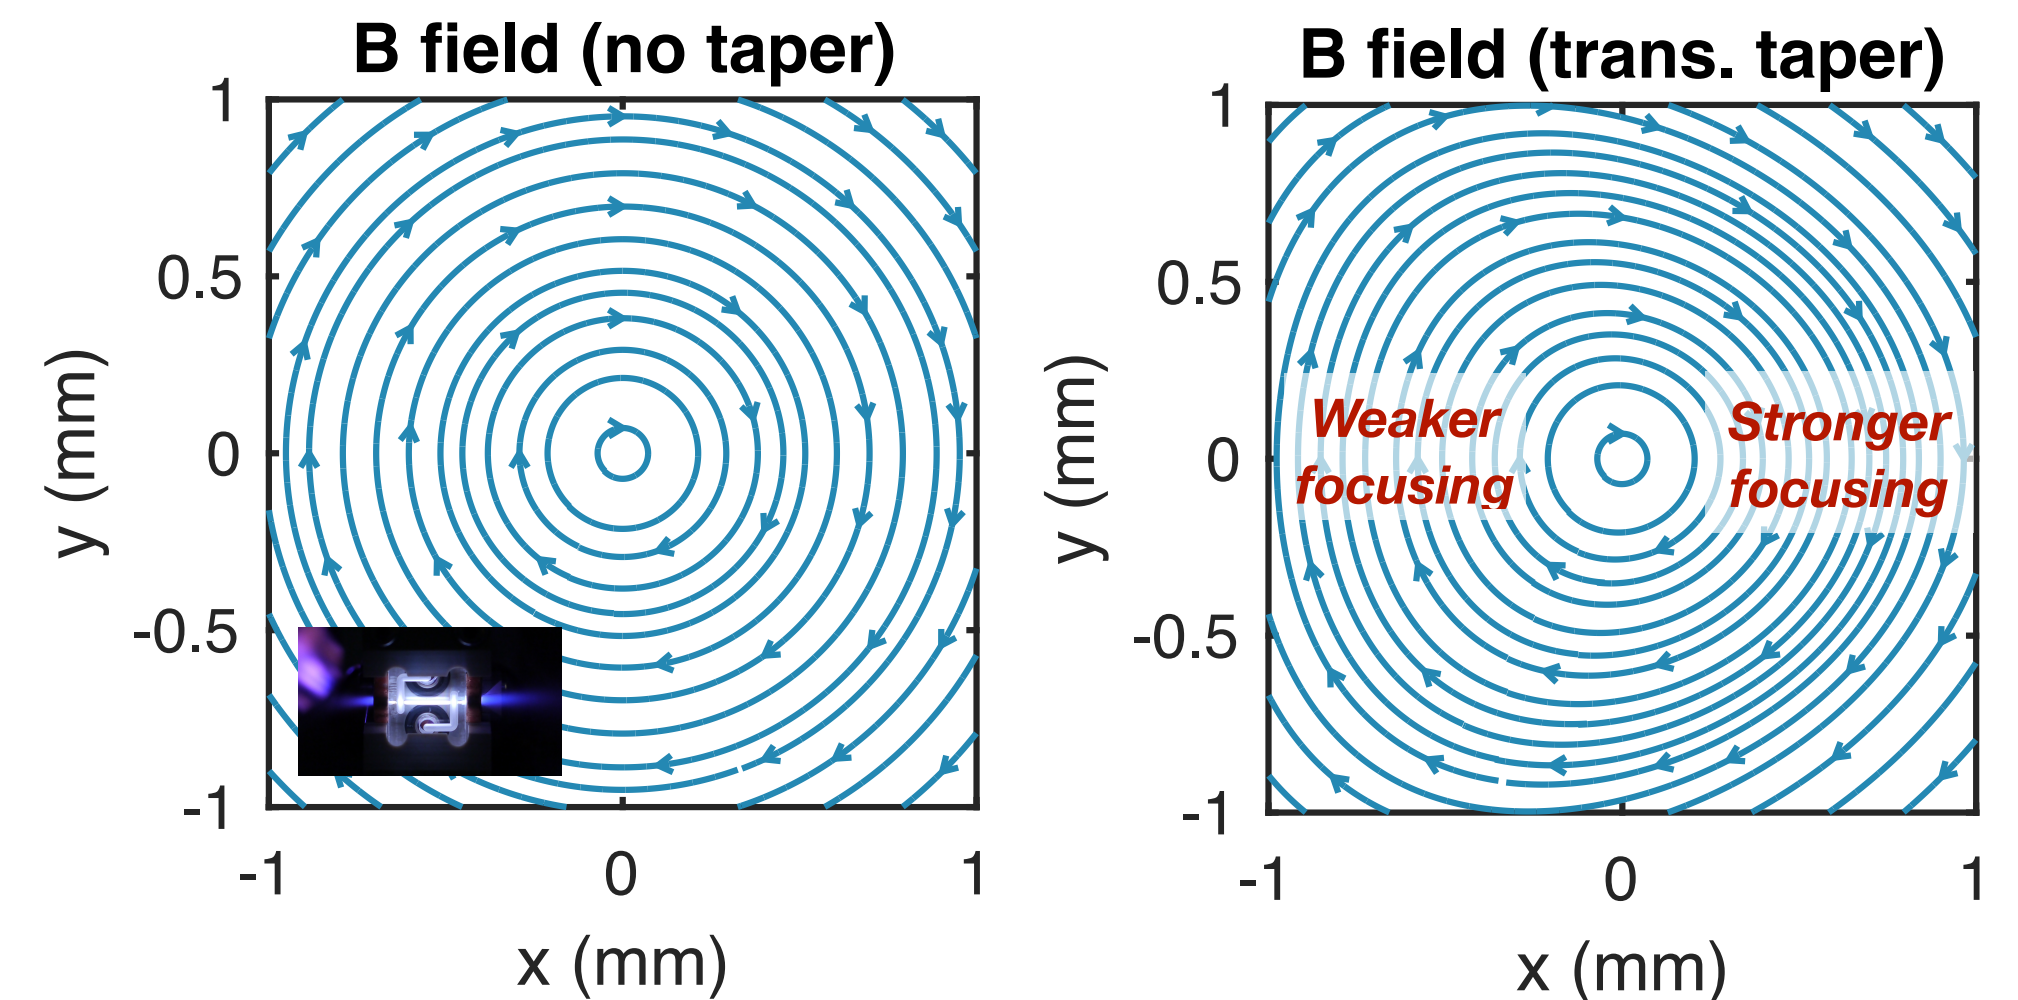 B field (no taper)
1
0.5
0
-0.5
-1
-1
0
1
x (mm)
y (mm)
B field (trans. taper)
1
0.5
0
-0.5
-1
-1
0
1
x (mm)
y (mm)
Weaker
focusing
Stronger
focusing